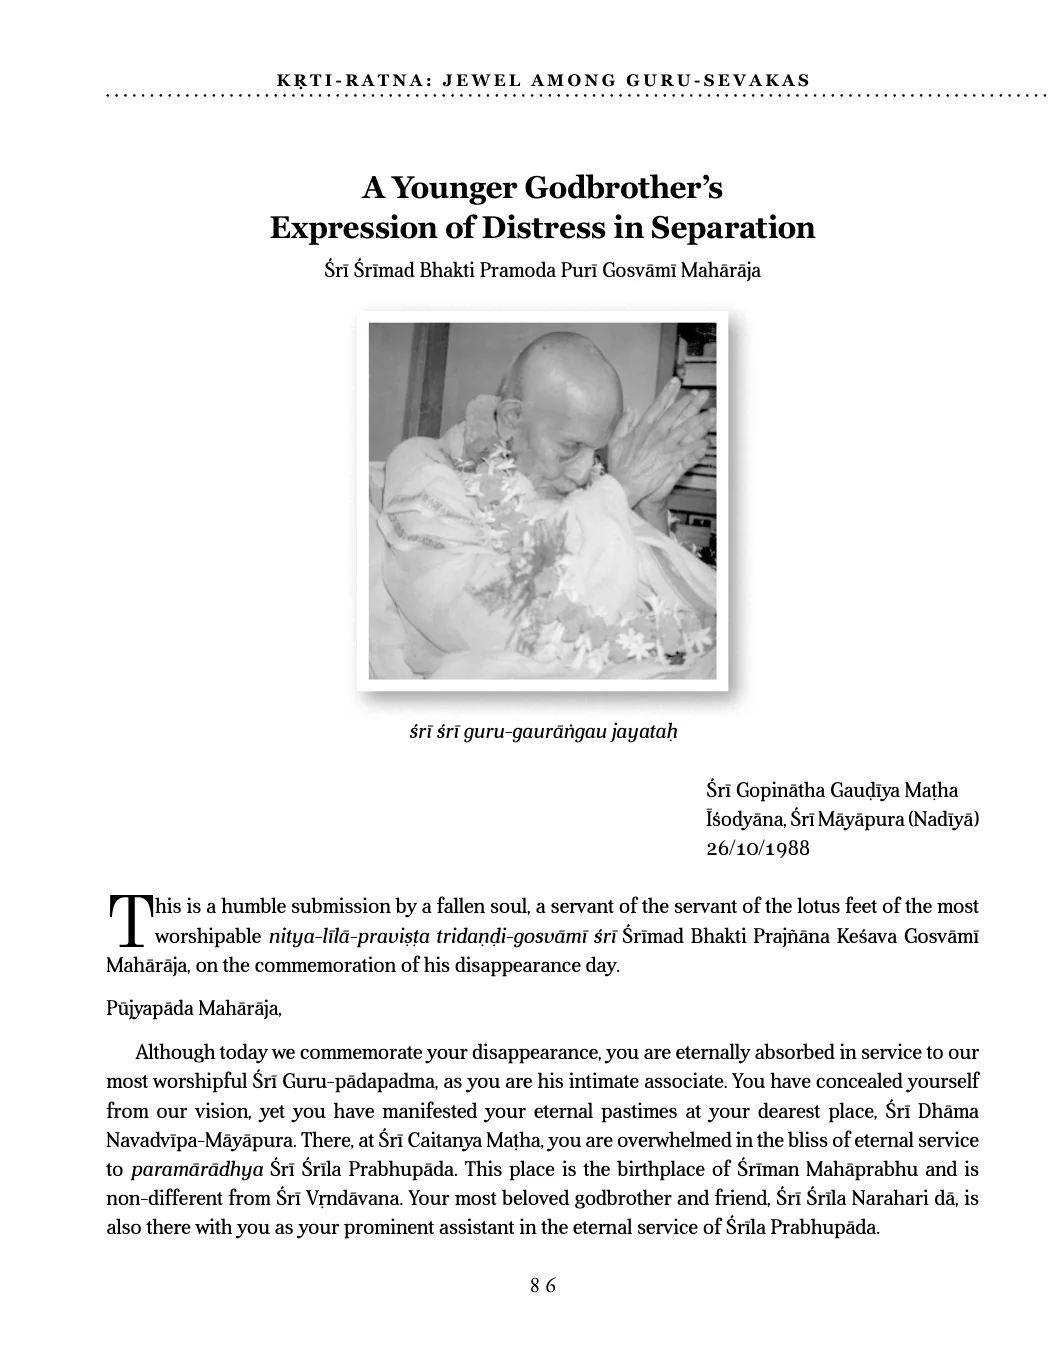 KṚTI-RATNA: JEWEL AMONG GURU-SEVAKAS
A Younger Godbrother’s
Expression of Distress in Separation
Śrī Śrīmad Bhakti Pramoda Purī Gosvāmī Mahārāja
śrī śrī guru-gaurāṅgau jayataḥ
Śrī Gopinātha Gauḍīya Maṭha
Īśodyāna, Śrī Māyāpura (Nadīyā)
26/10/1988
This is a humble submission by a fallen soul, a servant of the servant of the lotus feet of the most
worshipable nitya-līlā-praviṣṭa tridaṇḍi-gosvāmī śrī Śrīmad Bhakti Prajñāna Keśava Gosvāmī
Mahārāja, on the commemoration of his disappearance day.
Pūjyapāda Mahārāja,
Although today we commemorate your disappearance, you are eternally absorbed in service to our
most worshipful Śrī Guru-pādapadma, as you are his intimate associate. You have concealed yourself
from our vision, yet you have manifested your eternal pastimes at your dearest place, Śrī Dhāma
Navadvīpa-Māyāpura. There, at Śrī Caitanya Maṭha, you are overwhelmed in the bliss of eternal service
to paramārādhya Śrī Śrīla Prabhupāda. This place is the birthplace of Śrīman Mahāprabhu and is
non-different from Śrī Vṛndāvana. Your most beloved godbrother and friend, Śrī Śrīla Narahari dā, is
also there with you as your prominent assistant in the eternal service of Śrīla Prabhupāda.
86